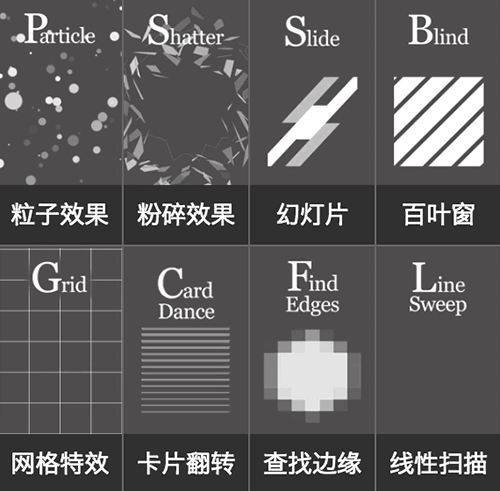 Particle
Shatter
Slide
Blind
粒子效果
粉碎效果
幻灯片
百叶窗
Grid
Card
Dance
Find
Edges
Line
Sweep
网格特效
卡片翻转
查找边缘
线性扫描